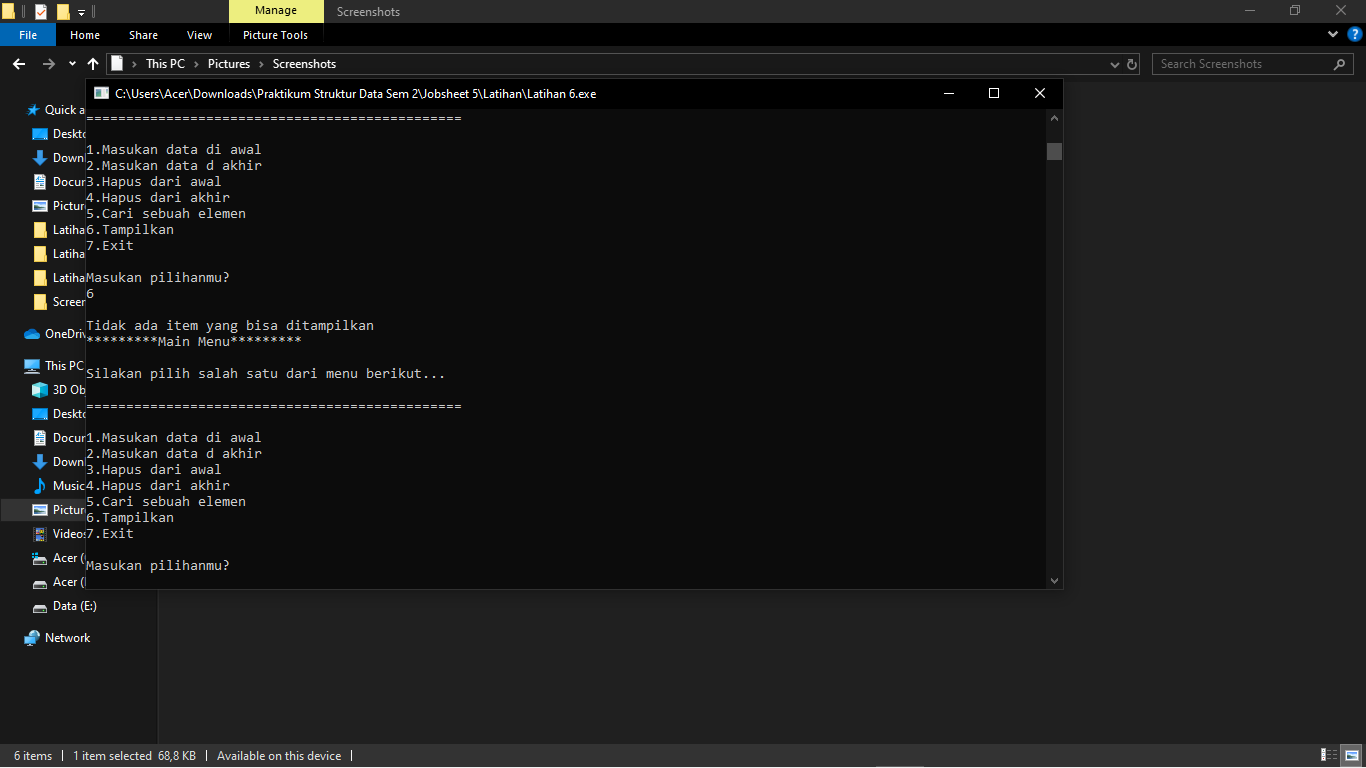 Manage
Screenshots
File
Home
Share
View
Picture Tools
This PC
Pictures
Screenshots
Search Screenshots
C:\Users\Acer\Downloads\Praktikum Struktur Data Sem 2\Jobsheet 5\Latihan\Latihan 6.exe
===============================================
1.Masukan data di awal
2.Masukan data d akhir
3.Hapus dari awal
4.Hapus dari akhir
5.Cari sebuah elemen
6.Tampilkan
7.Exit
Masukan pilihanmu?
6
Tidak ada item yang bisa ditampilkan
*********Main Menu*********
Silakan pilih salah satu dari menu berikut...
===============================================
1.Masukan data di awal
2.Masukan data d akhir
3.Hapus dari awal
4.Hapus dari akhir
5.Cari sebuah elemen
6.Tampilkan
7.Exit
Masukan pilihanmu?
Quick a
Deskto
Down
Docur
Pictur
Latiha
Latiha
Latiha
Screer
OneDriv
This PC
3D Ob
Deskto
Docur
Down
Music
Pictur
Videos
Acer (
Acer (
Data (E:)
Network
6 items
1 item selected 68,8 KB
Available on this device